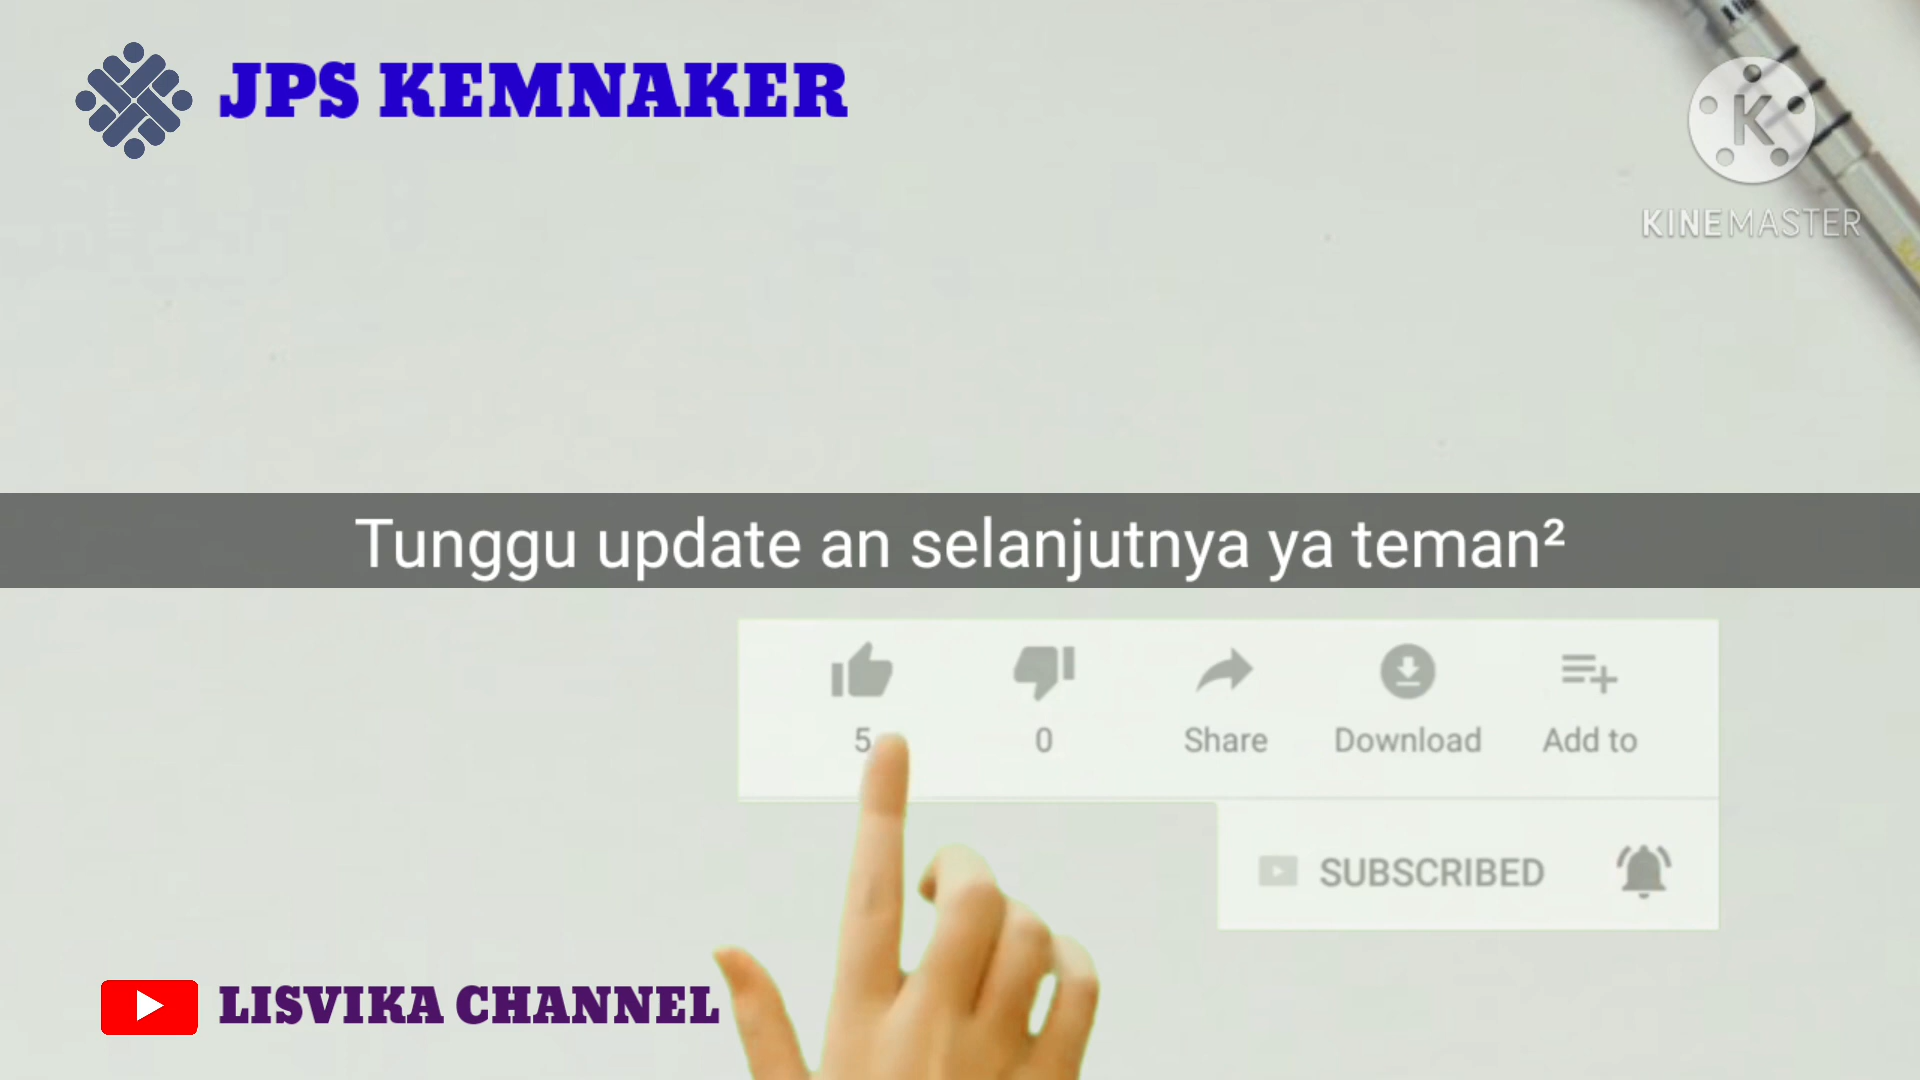 JPS KEMNAKER
K
KINEMASTER
Tunggu update an selanjutnya ya teman²
5
0
Share
Download
Add to
SUBSCRIBED
LISVIKA CHANNEL